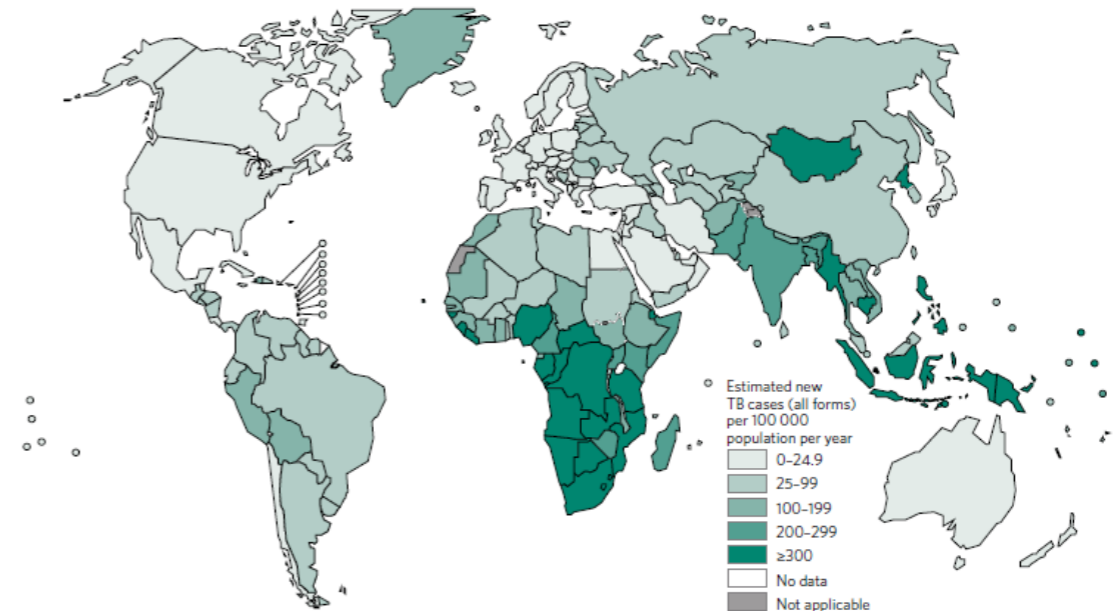 Estimated new
TB cases (all forms)
per 100 000
population per year
0–24.9
25–99
100–199
200–299
≥300
No data
Not applicable